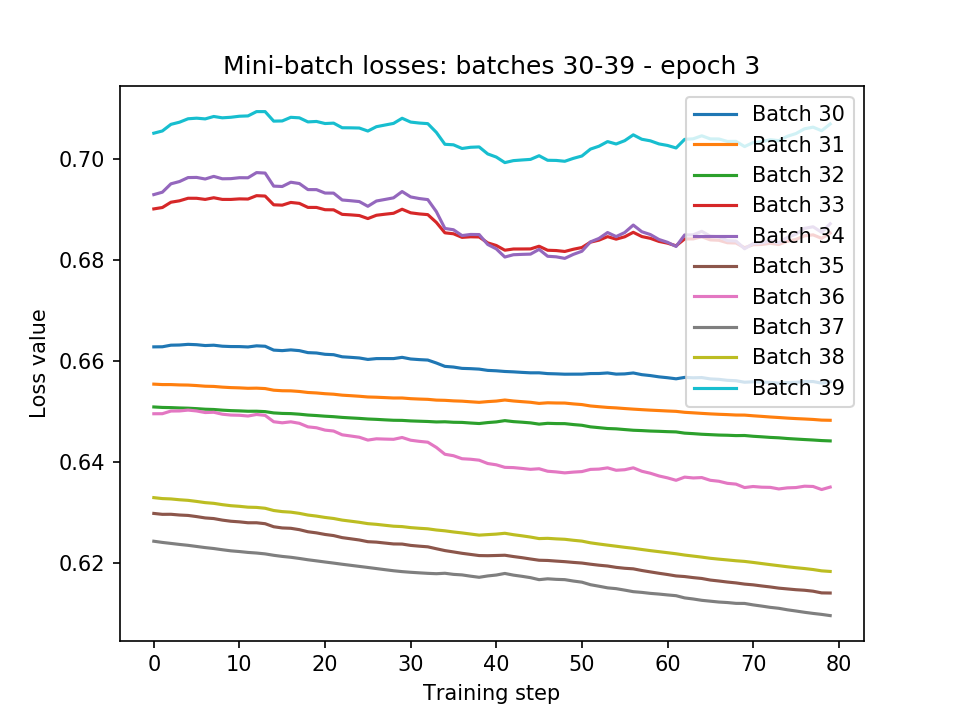 Mini-batch losses: batches 30-39 - epoch 3
Loss value
0.70
0.68
0.66
0.64
0.62
Batch 30
Batch 31
Batch 32
Batch 33
Batch 34
Batch 35
Batch 36
Batch 37
Batch 38
Batch 39
0 10 20 30 40 50 60 70 80
Training step